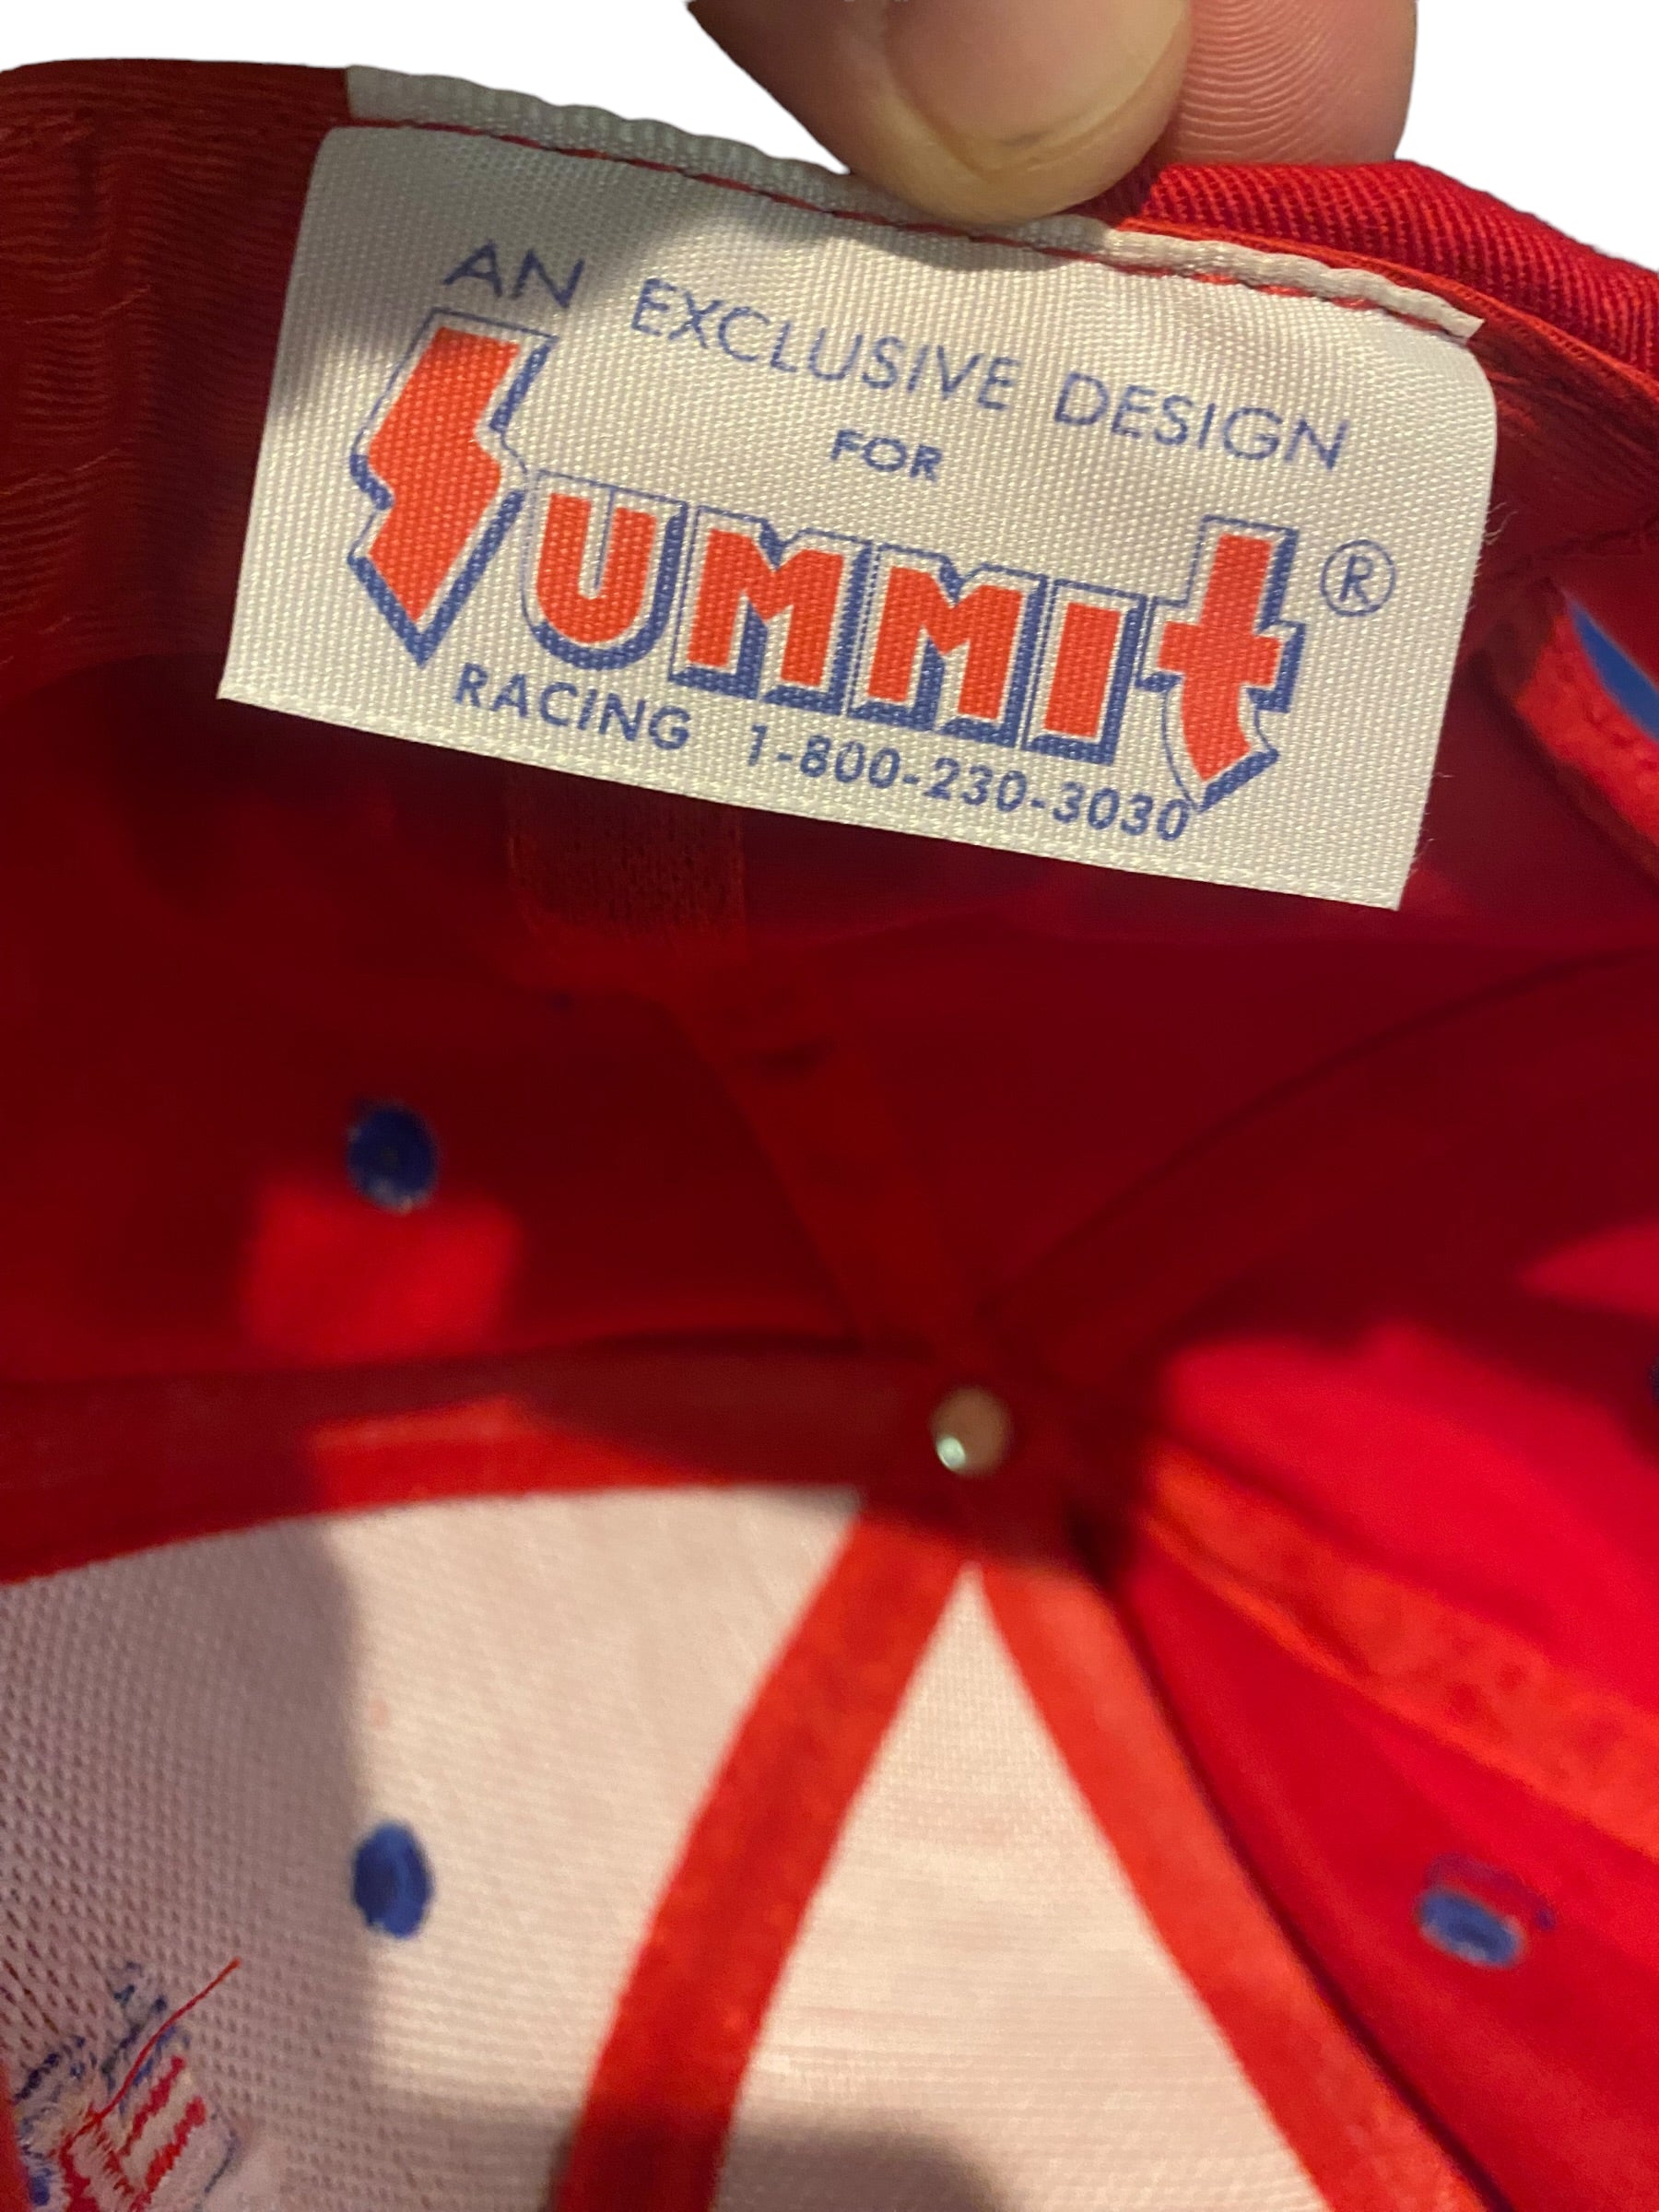 AN EXCLUSIVE DESIGN
FOR
SUMMIT ®
RACING 1-800-230-3030